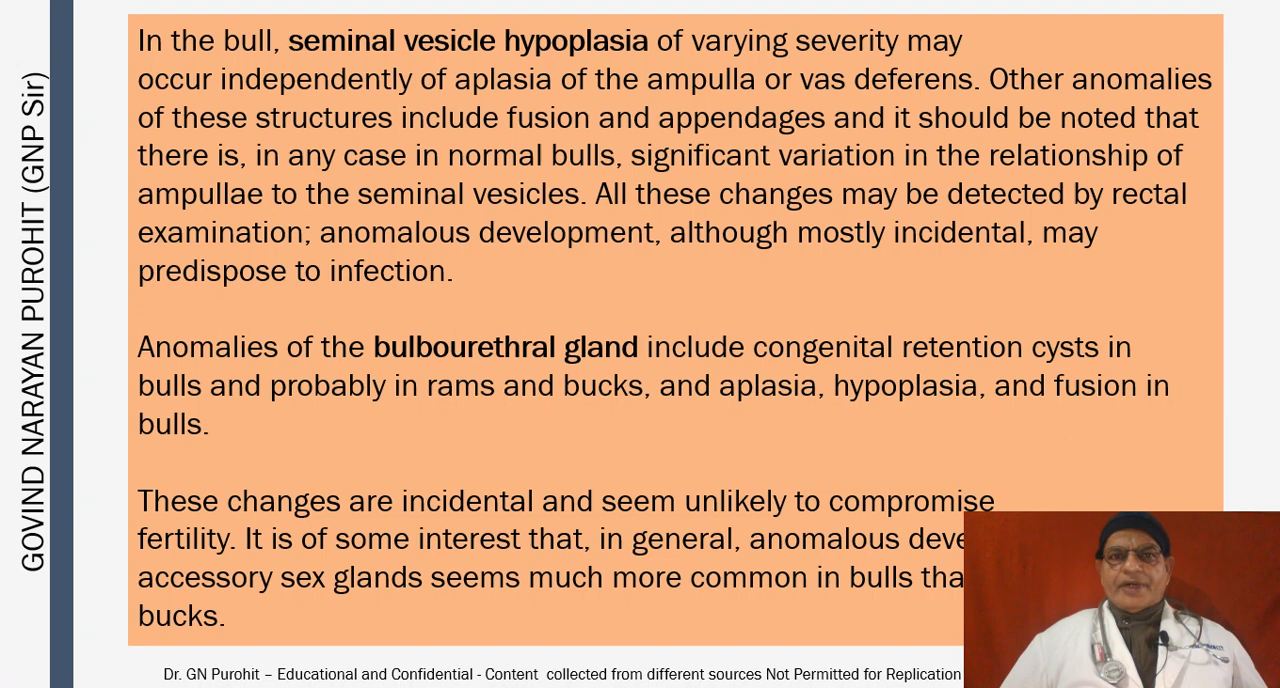 GOVIND NARAYAN PUROHIT (GNP Sir)
In the bull, seminal vesicle hypoplasia of varying severity may
occur independently of aplasia of the ampulla or vas deferens. Other anomalies
of these structures include fusion and appendages and it should be noted that
there is, in any case in normal bulls, significant variation in the relationship of
ampullae to the seminal vesicles. All these changes may be detected by rectal
examination; anomalous development, although mostly incidental, may
predispose to infection.
Anomalies of the bulbourethral gland include congenital retention cysts in
bulls and probably in rams and bucks, and aplasia, hypoplasia, and fusion in
bulls.
These changes are incidental and seem unlikely to compromise
fertility. It is of some interest that, in general, anomalous
accessory sex glands seems much more common in bulls
bucks.
Dr. GN Purohit – Educational and Confidential - Content collected from different sources Not Permitted for Replication